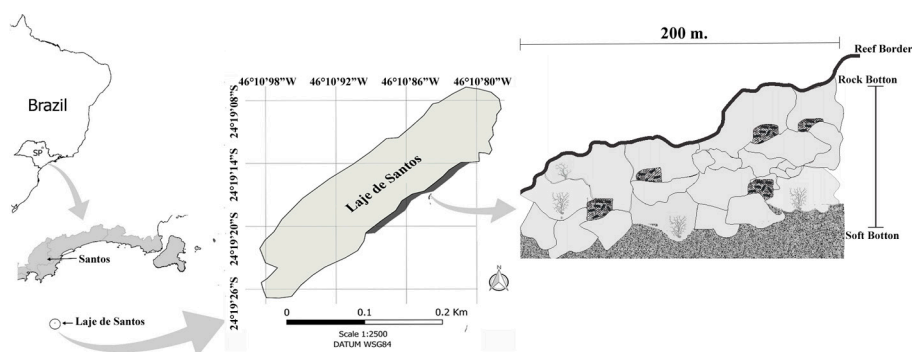 Brazil
SP
Santos
Laje de Santos
46°10'98"W 46°10'92"W 46°10'86"W 46°10'80"W
24°19'08"S
24°19'14"S
24°19'20"S
24°19'26"S
Laje de Santos
0 0.1 0.2 Km
Scale 1:2500
DATUM WSG84
N
200 m.
Reef Border
Rock Botton
Soft Botton